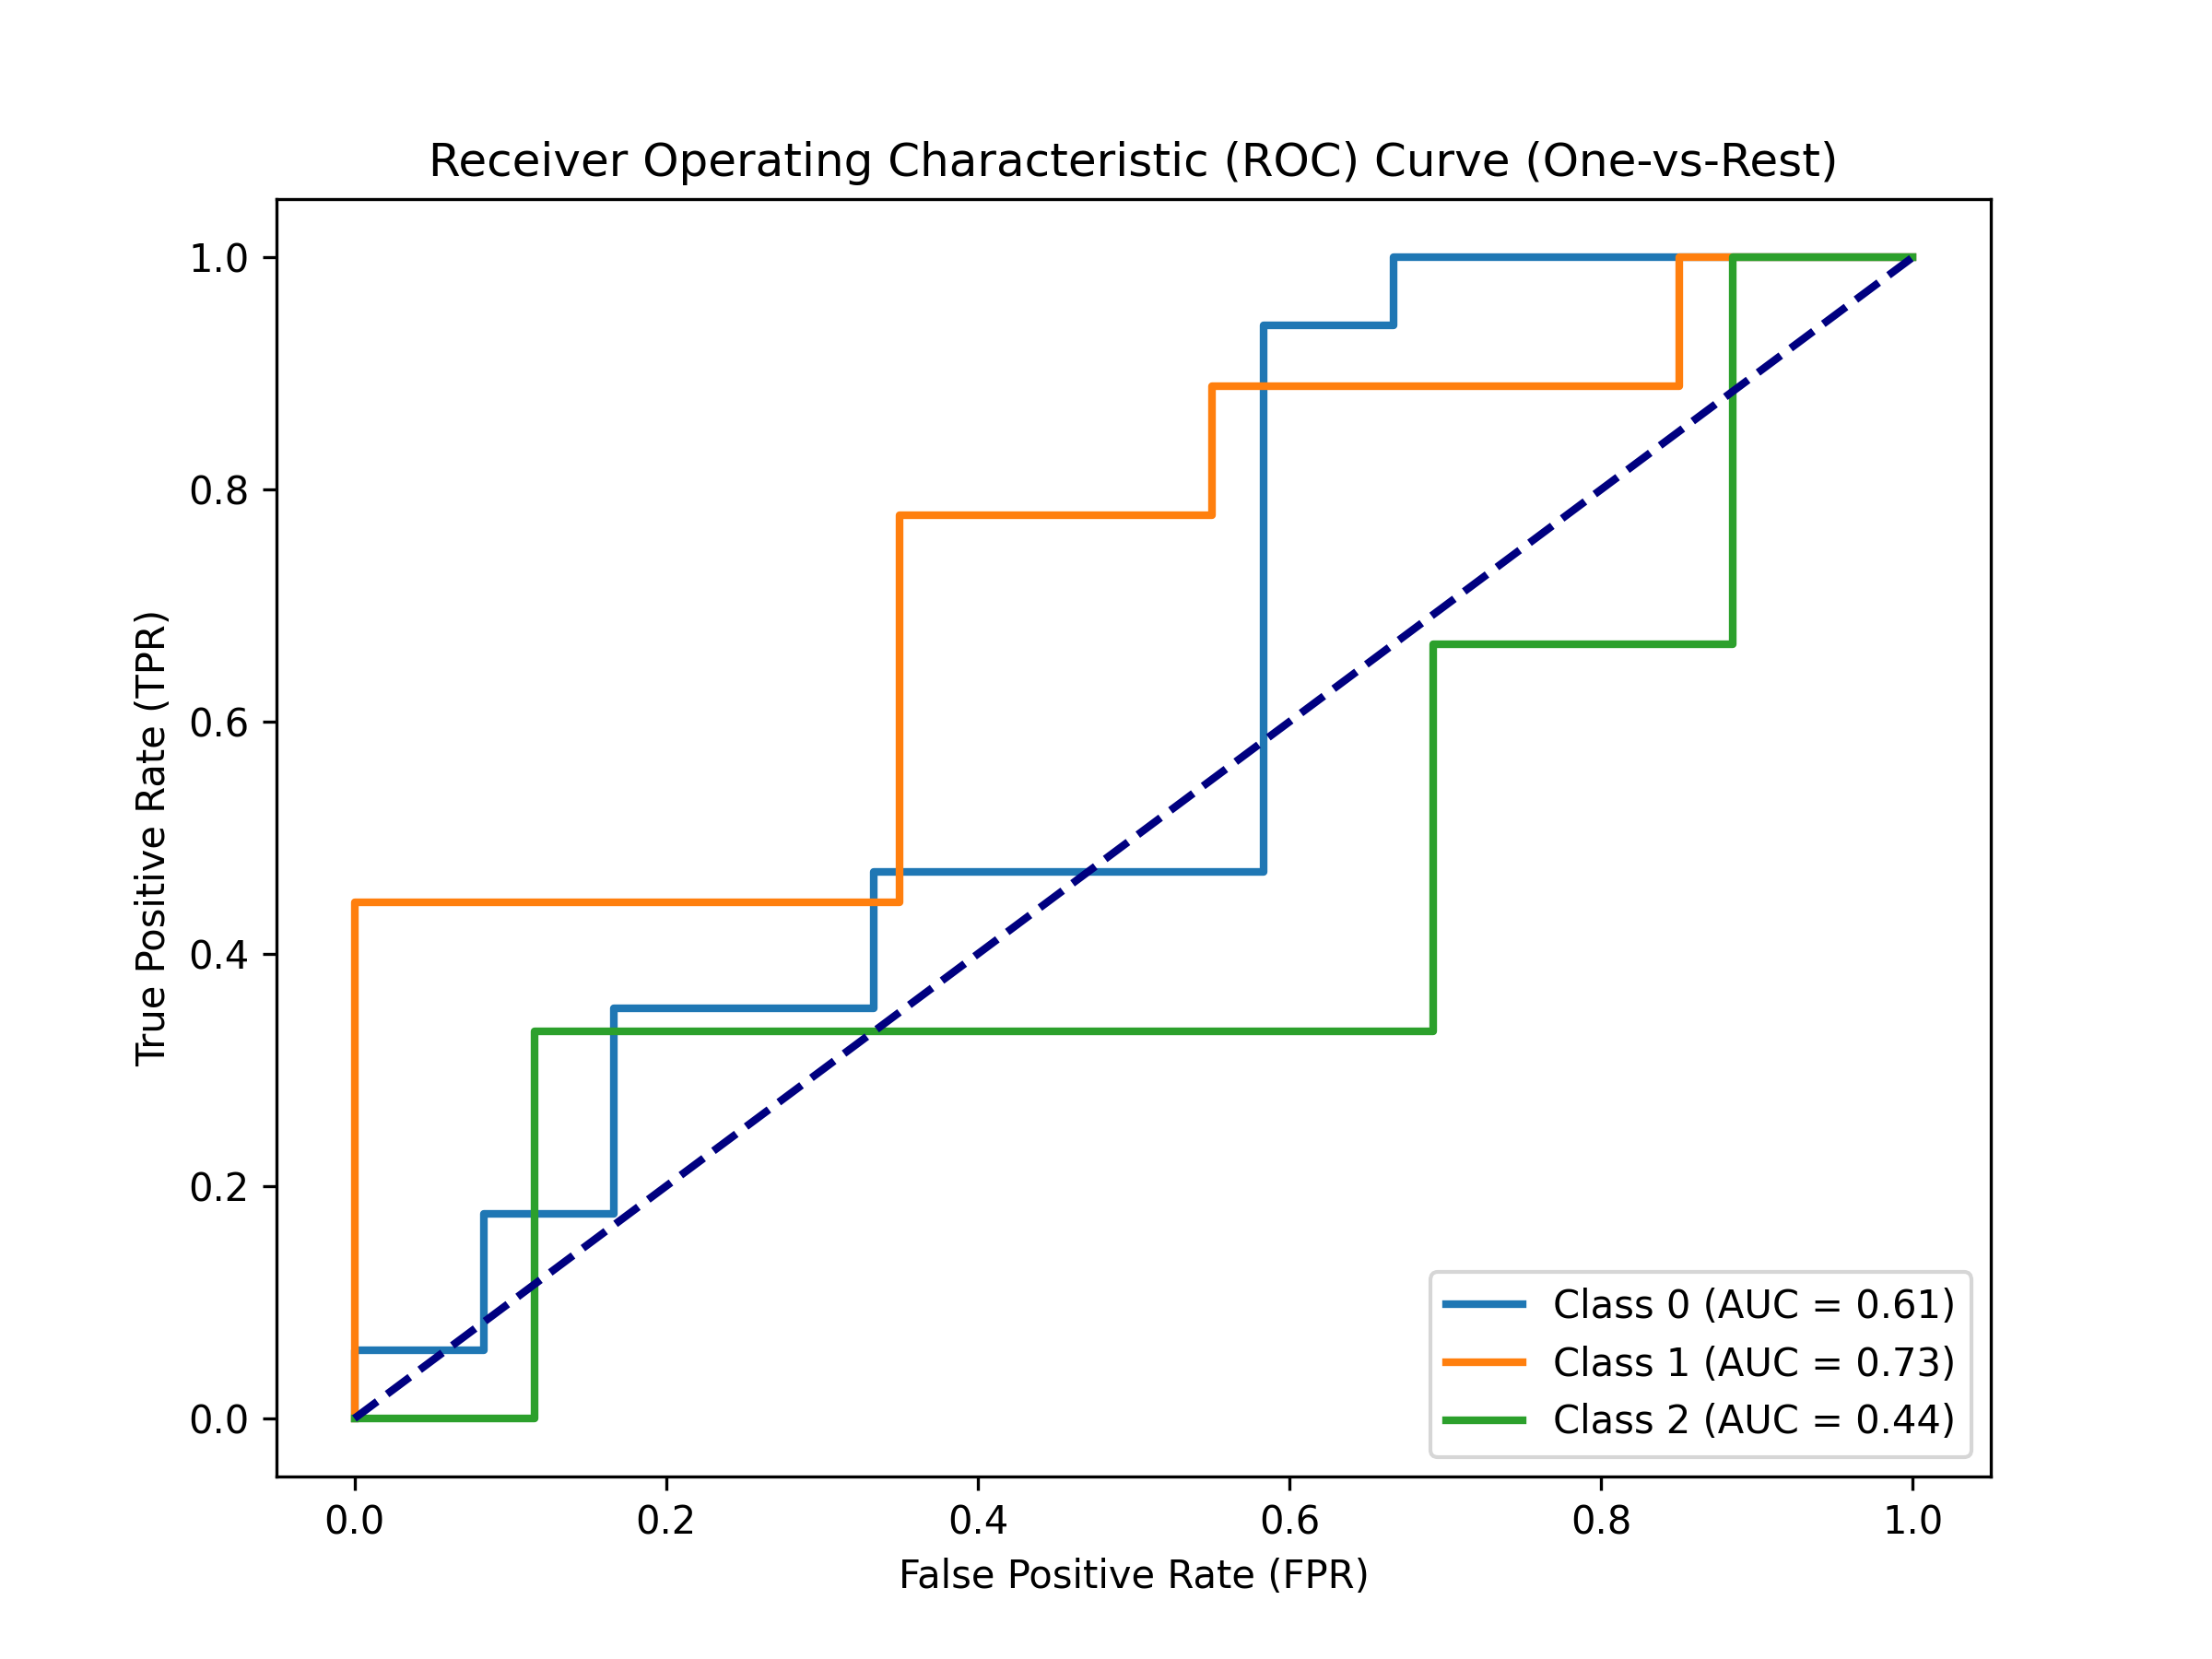 Receiver Operating Characteristic (ROC) Curve (One-vs-Rest)
True Positive Rate (TPR)
1.0
0.8
0.6
0.4
0.2
0.0
Class 0 (AUC = 0.61)
Class 1 (AUC = 0.73)
Class 2 (AUC = 0.44)
0.0 0.2 0.4 0.6 0.8 1.0
False Positive Rate (FPR)